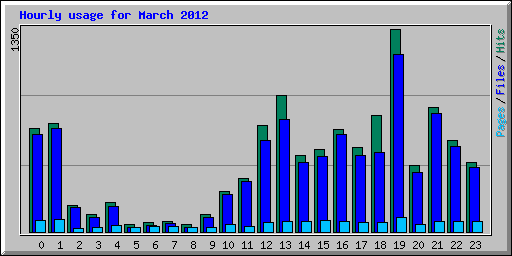 Hourly usage for March 2012
1350
Pages / Files / Hits
0 1 2 3 4 5 6 7 8 9 10 11 12 13 14 15 16 17 18 19 20 21 22 23